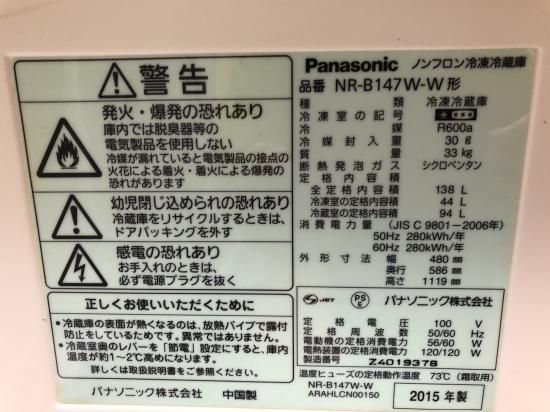 警告
発火・爆発の恐れあり
庫内では脱臭器等の
電気製品を使用しない
冷媒が漏れていると電気製品の接点の
火花による着火・着火・爆発
の恐れがあります
幼児閉じ込められの恐れあり
冷蔵庫をリサイクルするときは、
ドアパッキングを外す
感電の恐れあり
お手入れのときは、
必ず電源プラグを抜く
正しくお使いいただくために
•冷蔵庫の表面が熱くなるのは、放熱パイプで露付
防止をしているためです。異常ではありません。
•冷蔵室奥のレバーを「節電」設定にすると、庫内
温度が約1~2℃高めになります。
詳しくは取扱説明書をご覧ください。
パナソニック株式会社 中国製
Panasonic ノンフロン冷凍冷蔵庫
品番 NR-B147W-W形
種類 冷凍冷蔵庫
冷凍室の記号
冷媒 R600a
冷媒封入量 30 g
質量 33 kg
断熱発泡ガス シクロペンタン
定格内容積
全定格内容積 138 L
冷凍室の定格内容積 44 L
冷蔵室の定格内容積 94 L
消費電力量 (JIS C 9801-2006年)
50Hz 280kWh/年
60Hz 280kWh/年
外形寸法 幅 480 mm
奥行 586 mm
高さ 1119 mm
JET PSE パナソニック株式会社
定格電圧 100 V
定格周波数 50/60 Hz
電動機の定格消費電力 56/60 W
電熱装置の定格消費電力 120/120 W
製造番号 Z4019378
温度ヒューズの定格動作温度 73℃(霜取用)
NR-B147W-W
ARAHLCN00150
2015 年製